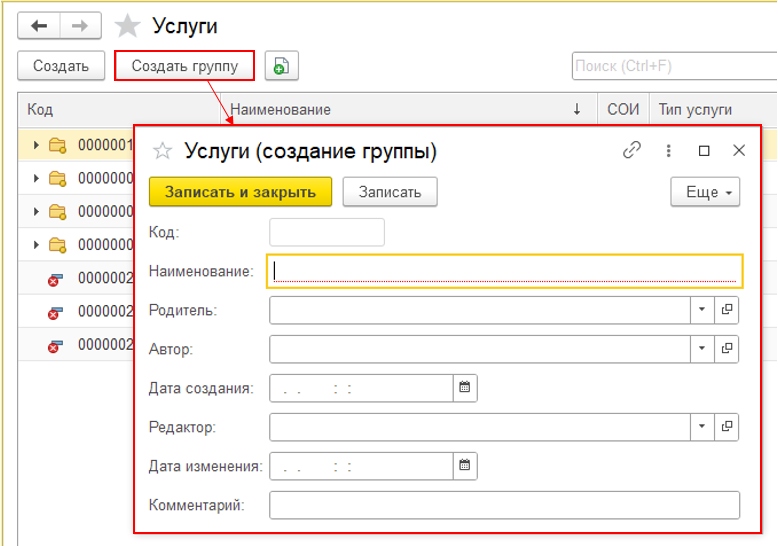 Услуги
Создать
Создать группу
Поиск (Ctrl+F)
Код
Наименование
СОИ
Тип услуги
0000001
0000000
0000000
0000000
0000002
0000002
0000002
Услуги (создание группы)
Записать и закрыть
Записать
Еще
Код:
Наименование:
Родитель:
Автор:
Дата создания: . . : :
Редактор:
Дата изменения: . . : :
Комментарий: